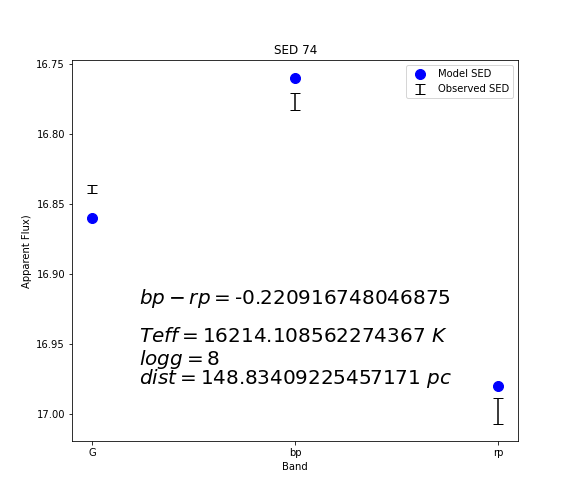 SED 74
16.75
Model SED
Observed SED
16.80
16.85
16.90
16.95
17.00
Apparent Flux)
bp − rp = -0.220916748046875
Teff = 16214.108562274367 K
logg = 8
dist = 148.83409225457171 pc
G bp rp
Band